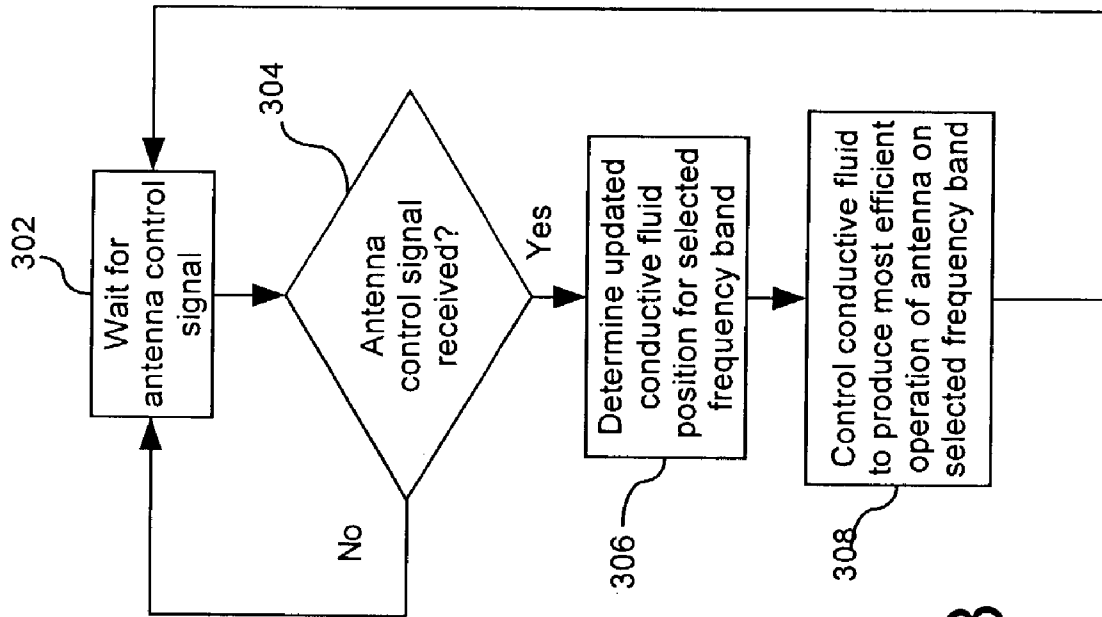 302
Wait for
antenna control
signal
304
Antenna
control signal
received?
No
Yes
Determine updated
conductive fluid
position for selected
frequency band
306
Control conductive fluid
to produce most efficient
operation of antenna on
selected frequency band
308
3